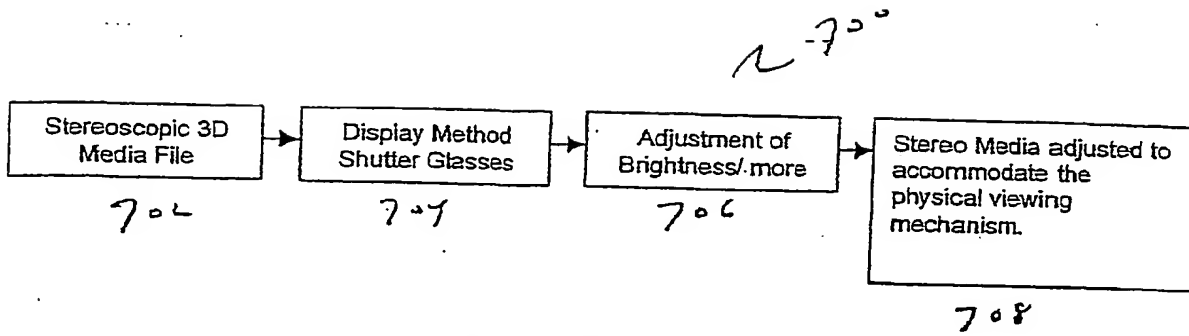 -700
Stereoscopic 3D
Media File
Display Method
Shutter Glasses
Adjustment of
Brightness/.more
Stereo Media adjusted to
accommodate the
physical viewing
mechanism.
702
704
706
708